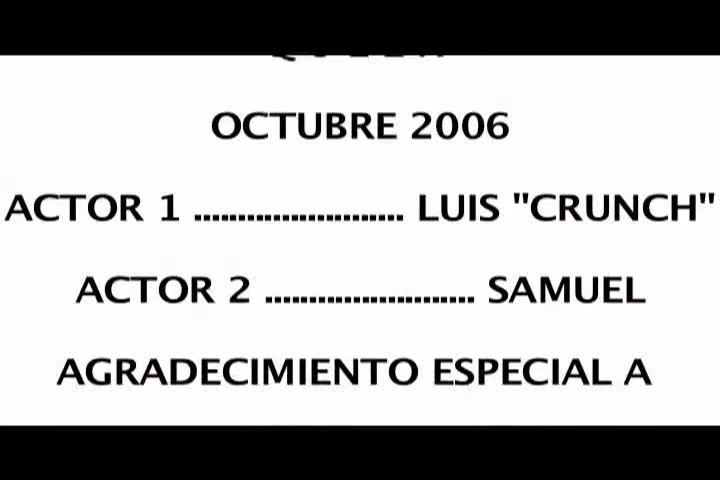 OCTUBRE 2006
ACTOR 1 ........................ LUIS "CRUNCH"
ACTOR 2 ........................ SAMUEL
AGRADECIMIENTO ESPECIAL A